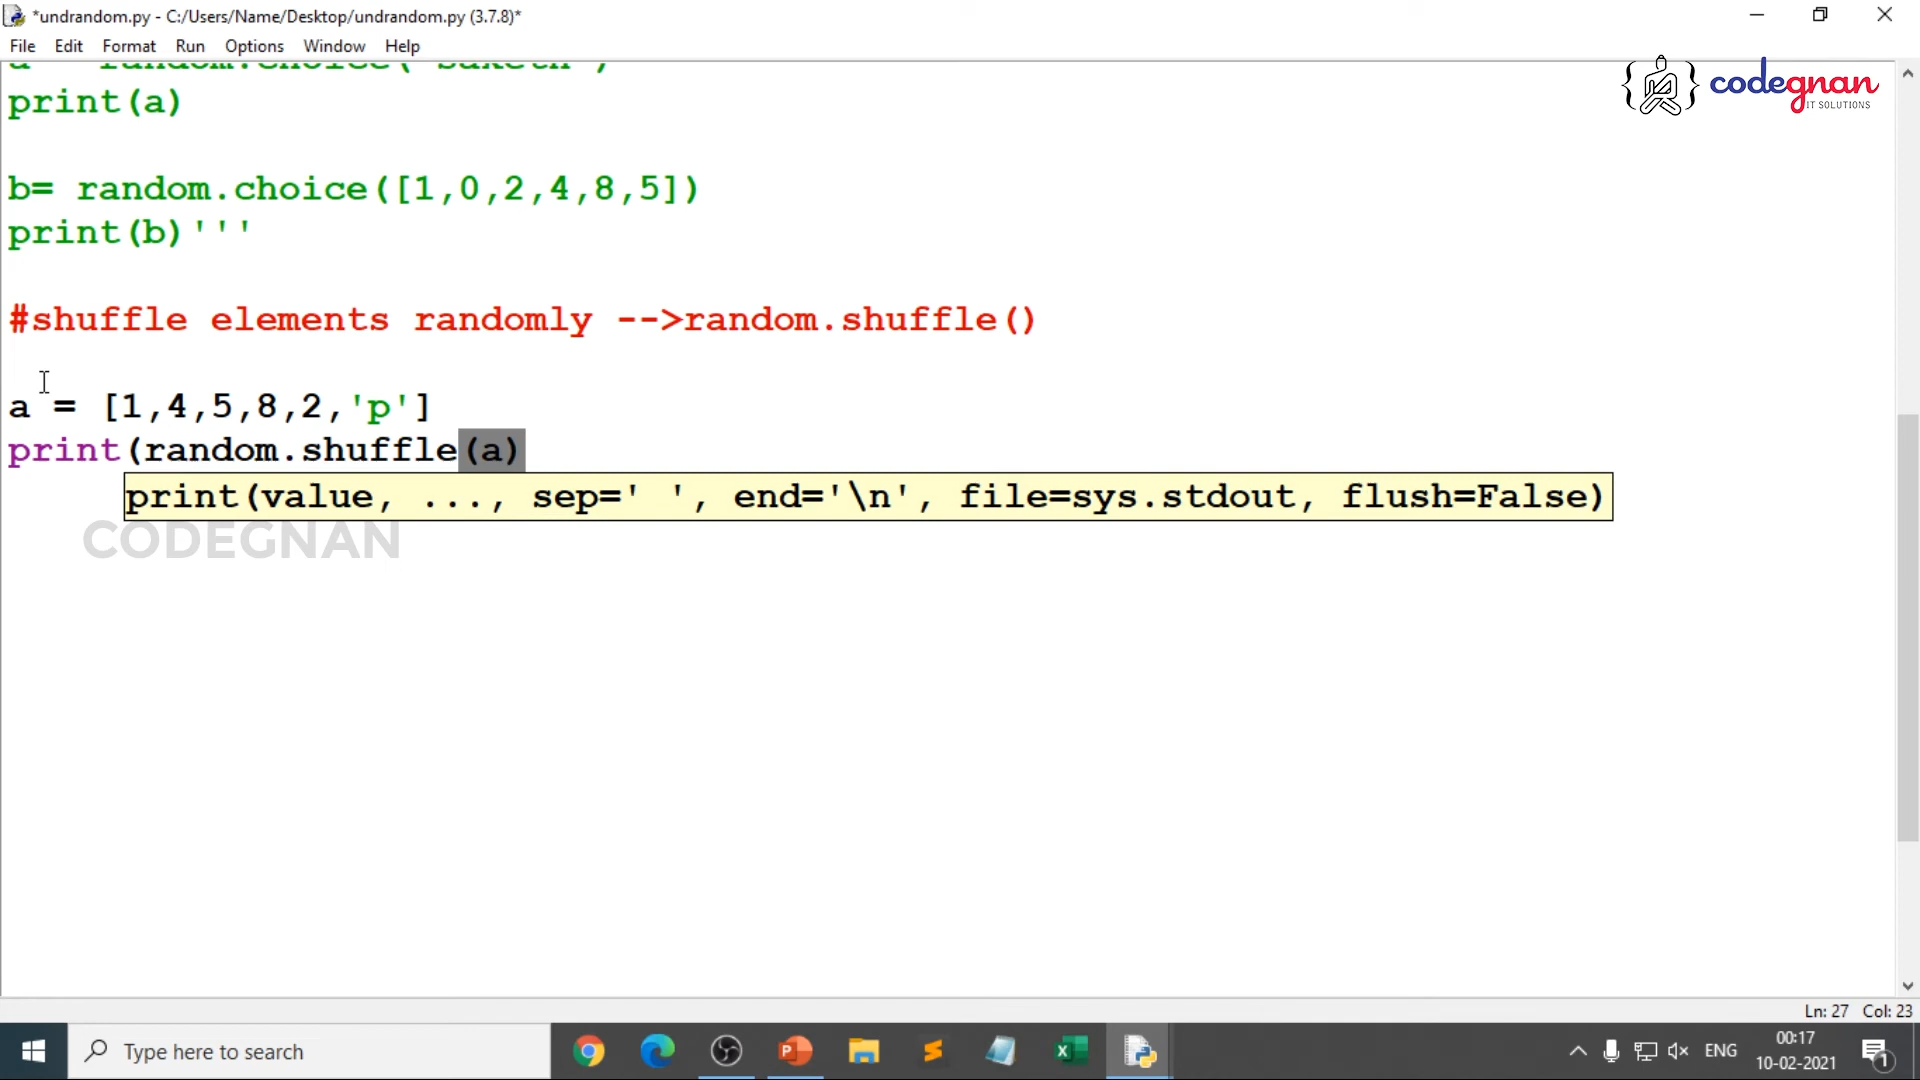 *undrandom.py - C:/Users/Name/Desktop/undrandom.py (3.7.8)*
File Edit Format Run Options Window Help
print(a)
codegnan
IT SOLUTIONS
b= random.choice([1,0,2,4,8,5])
print(b)'''
#shuffle elements randomly -->random.shuffle()
a = [1,4,5,8,2,'p']
print(random.shuffle(a)
print(value, ..., sep=' ', end='\n', file=sys.stdout, flush=False)
CODEGNAN
Ln: 27 Col: 23
Type here to search
ENG
00:17
10-02-2021
1